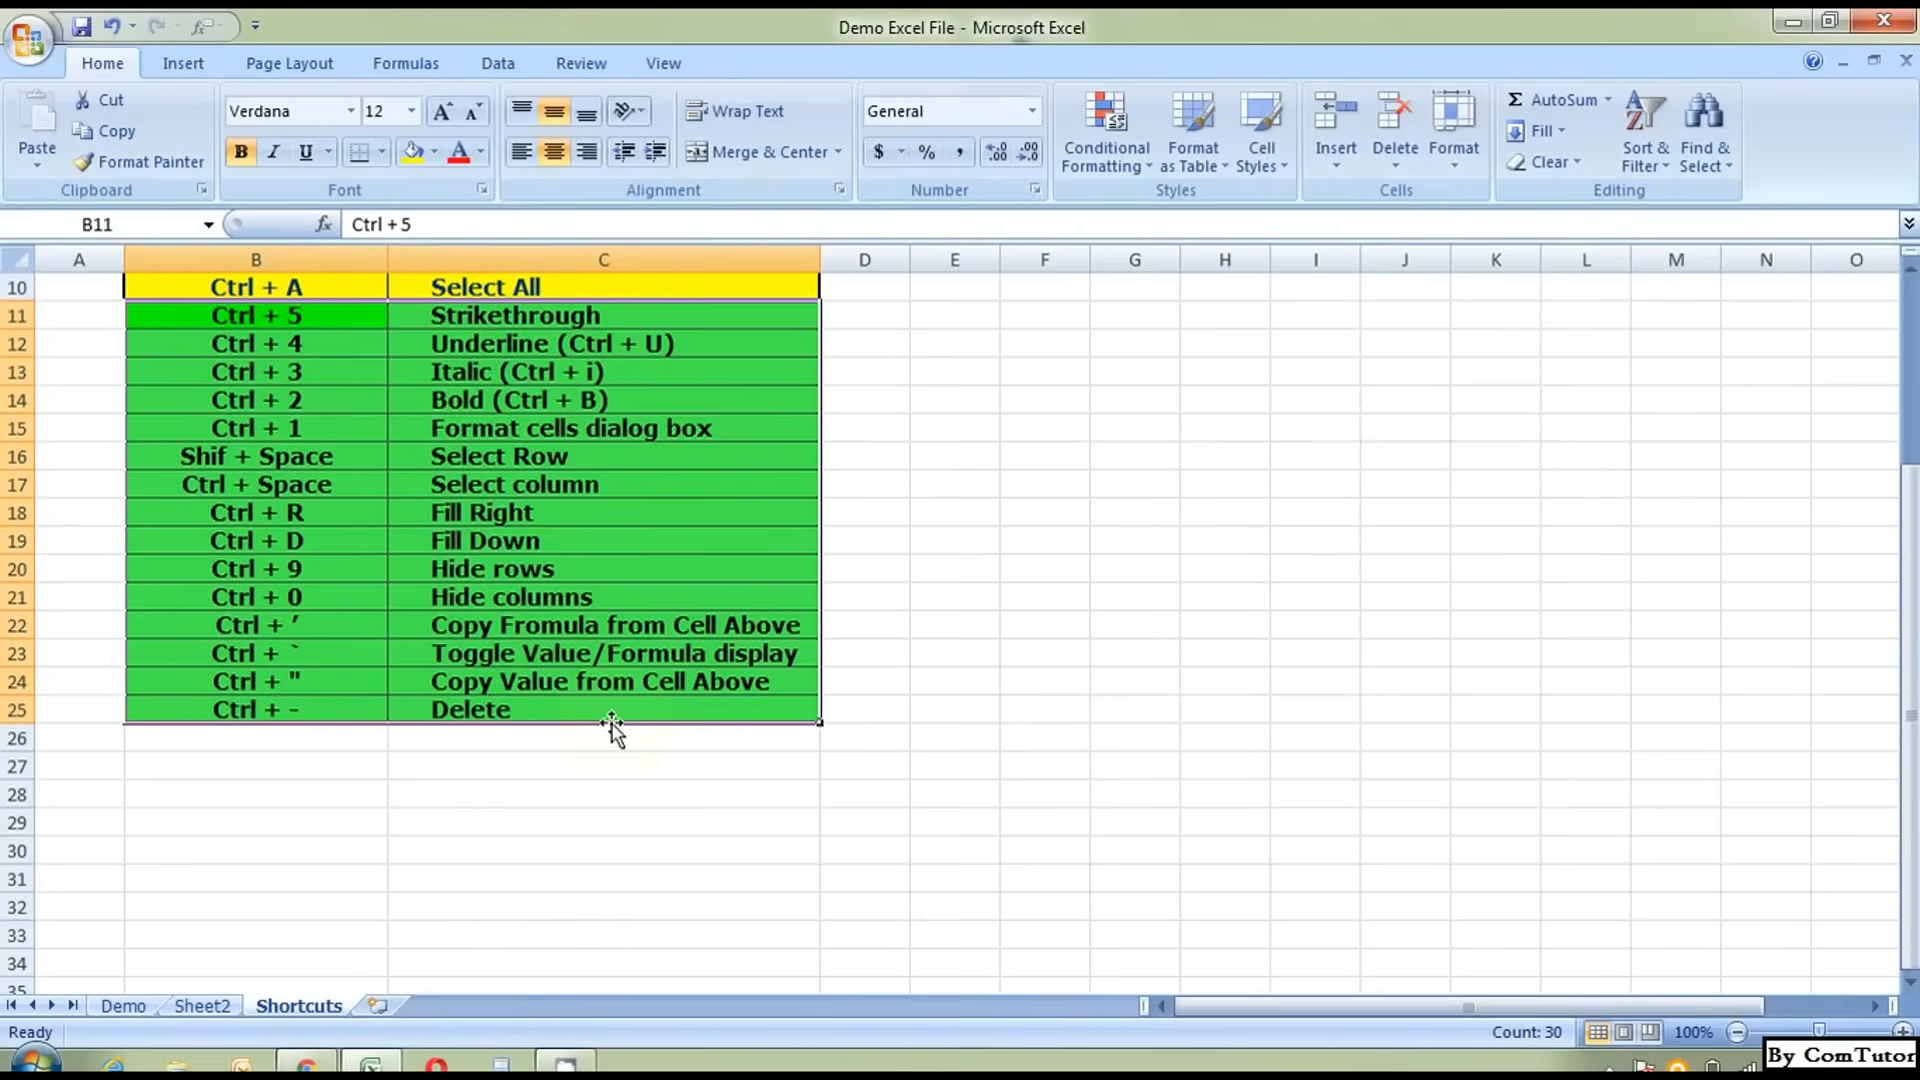 Demo Excel File - Microsoft Excel
Home Insert Page Layout Formulas Data Review View
Paste
Cut
Copy
Format Painter
Clipboard
Verdana 12
B I U
Font
Wrap Text
Merge & Center
Alignment
General
$ % ,
Number
Conditional Formatting
Format as Table
Cell Styles
Styles
Insert Delete Format
Cells
AutoSum
Fill
Clear
Sort & Filter
Find & Select
Editing
B11 fx Ctrl + 5
A B C D E F G H I J K L M N O
10 Ctrl + A Select All
11 Ctrl + 5 Strikethrough
12 Ctrl + 4 Underline (Ctrl + U)
13 Ctrl + 3 Italic (Ctrl + i)
14 Ctrl + 2 Bold (Ctrl + B)
15 Ctrl + 1 Format cells dialog box
16 Shif + Space Select Row
17 Ctrl + Space Select column
18 Ctrl + R Fill Right
19 Ctrl + D Fill Down
20 Ctrl + 9 Hide rows
21 Ctrl + 0 Hide columns
22 Ctrl + ’ Copy Fromula from Cell Above
23 Ctrl + ` Toggle Value/Formula display
24 Ctrl + " Copy Value from Cell Above
25 Ctrl + - Delete
26
27
28
29
30
31
32
33
34
35
Demo Sheet2 Shortcuts
Ready Count: 30 100%
By ComTutor